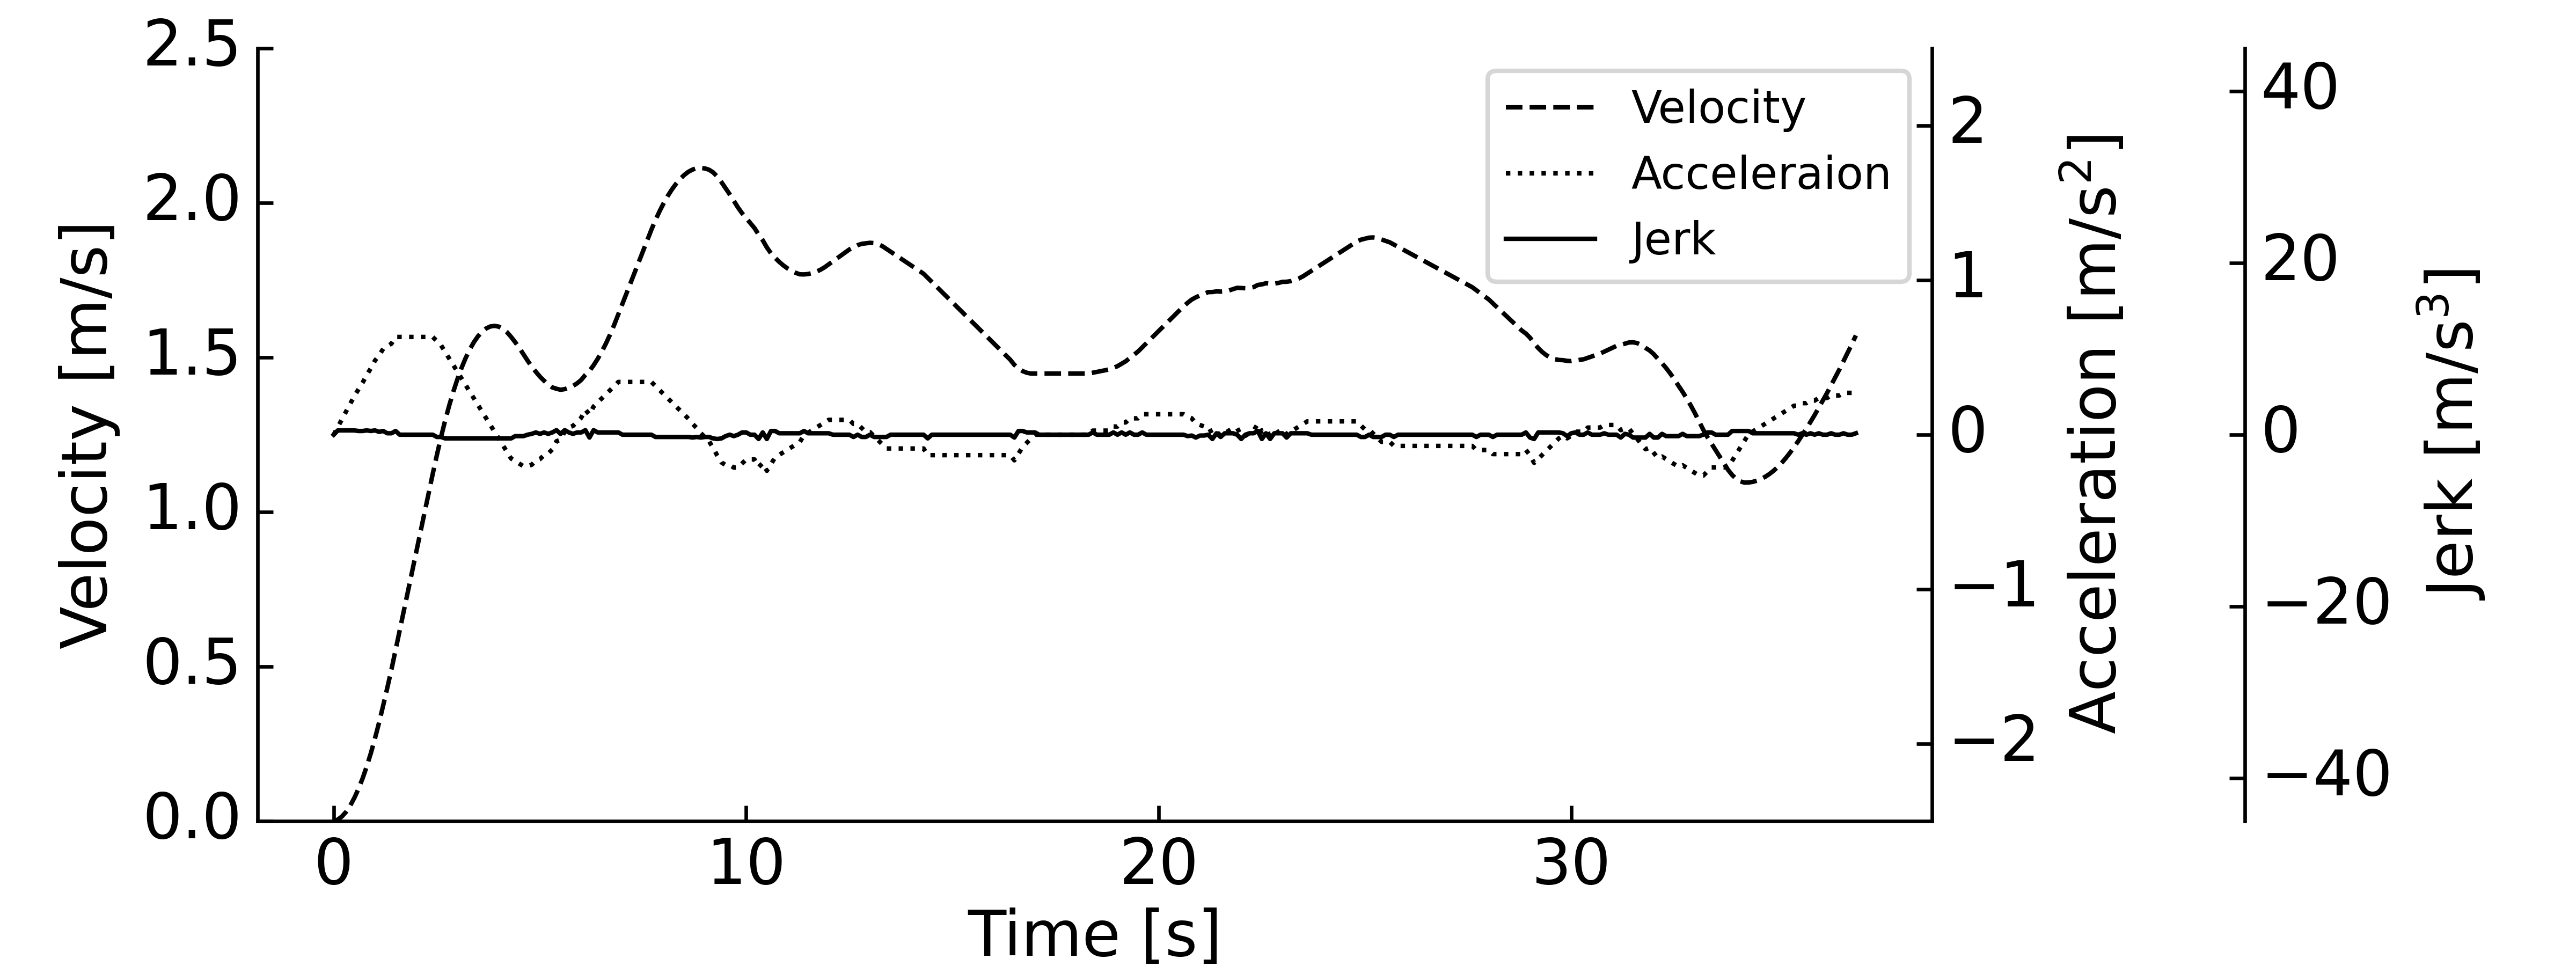 Velocity [m/s]
2.5
2.0
1.5
1.0
0.5
0.0
0 10 20 30
Time [s]
Velocity
Acceleraion
Jerk
2
1
0
−1
−2
Acceleration [m/s²]
40
20
0
−20
−40
Jerk [m/s³]